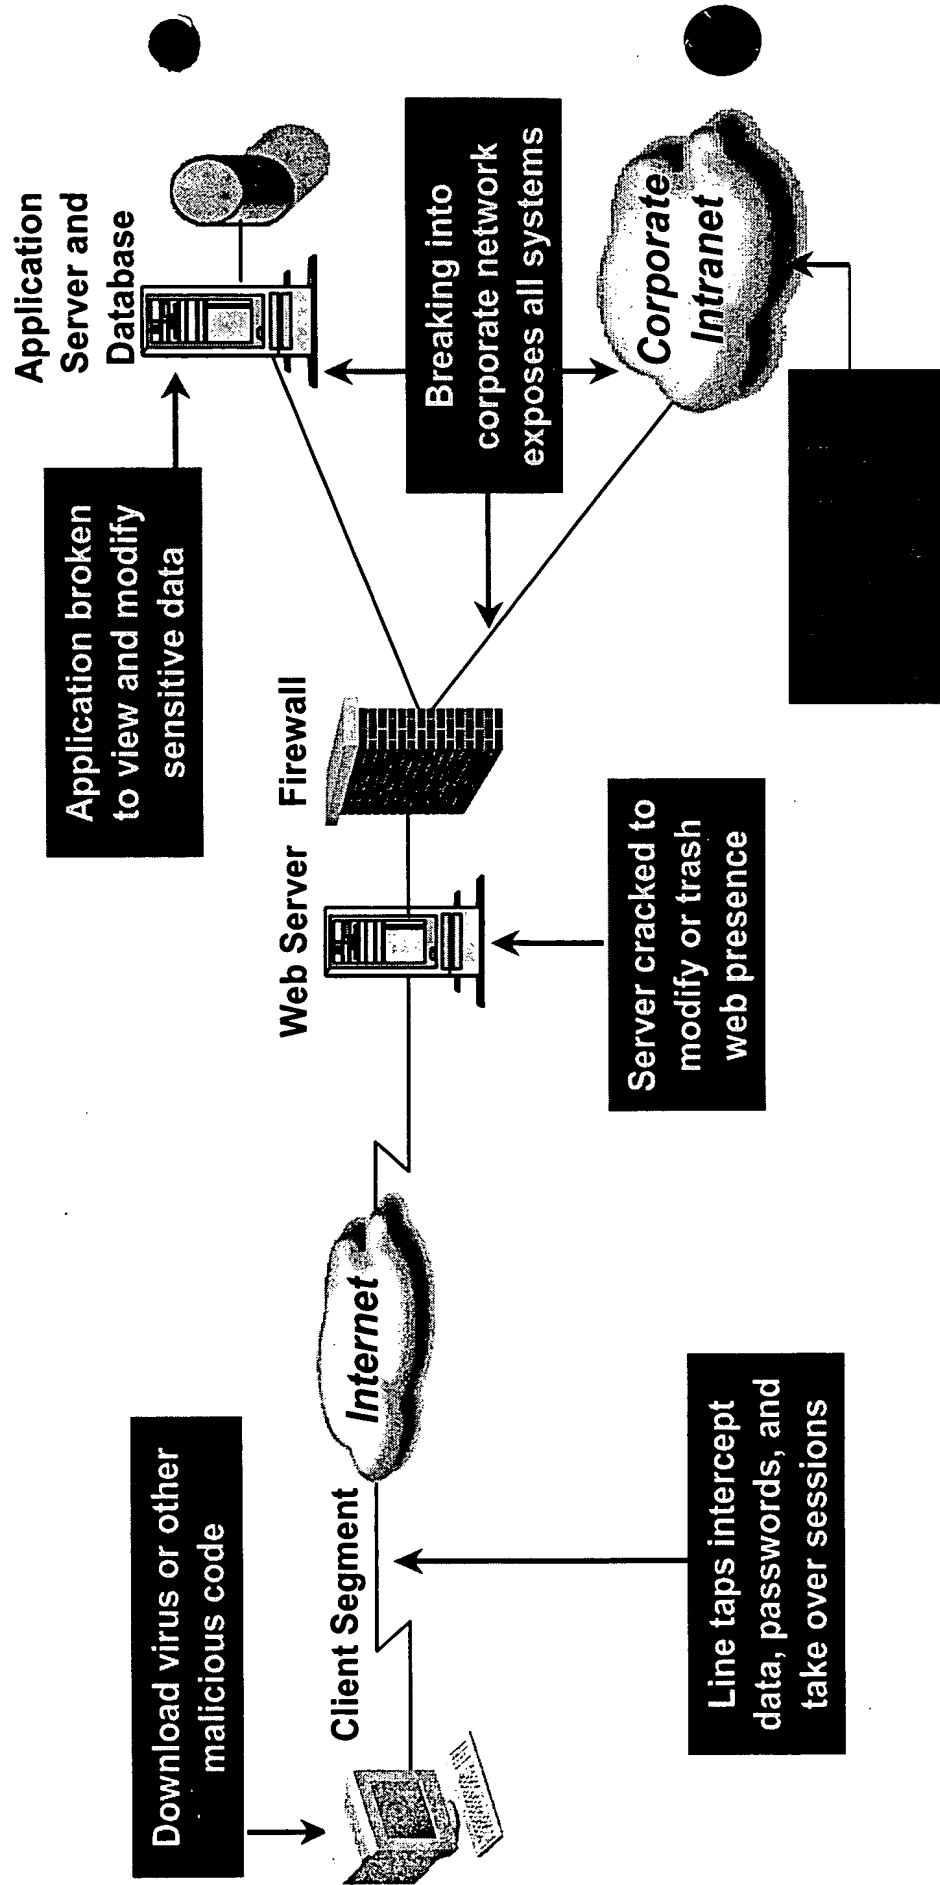 Download virus or other
malicious code
Client Segment
Line taps intercept
data, passwords, and
take over sessions
Internet
Web Server
Server cracked to
modify or trash
web presence
Firewall
Application broken
to view and modify
sensitive data
Application
Server and
Database
Breaking into
corporate network
exposes all systems
Corporate
Intranet